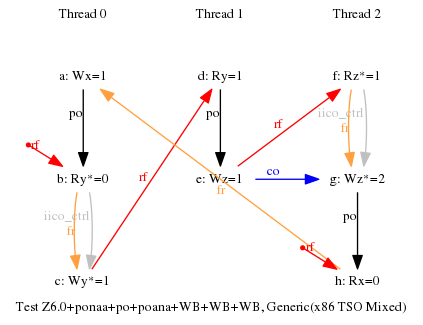 Thread 0 Thread 1 Thread 2
a: Wx=1 d: Ry=1 f: Rz*=1
po po iico_ctrl
fr
rf rf rf
b: Ry*=0 e: Wz=1 co g: Wz*=2
fr
iico_ctrl po
fr
rf
c: Wy*=1 h: Rx=0
Test Z6.0+ponaa+po+poana+WB+WB+WB, Generic(x86 TSO Mixed)